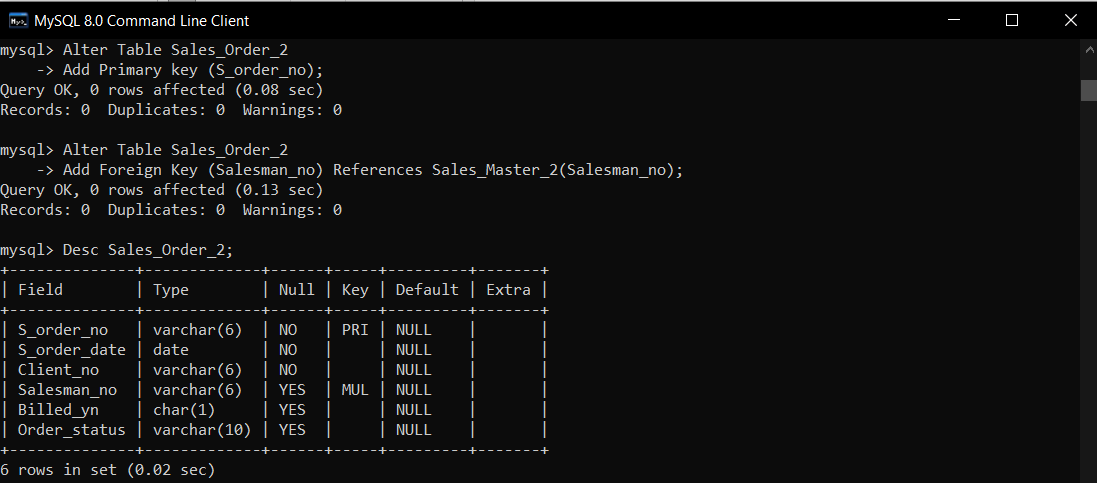 MySQL 8.0 Command Line Client
mysql> Alter Table Sales_Order_2
    -> Add Primary key (S_order_no);
Query OK, 0 rows affected (0.08 sec)
Records: 0  Duplicates: 0  Warnings: 0

mysql> Alter Table Sales_Order_2
    -> Add Foreign Key (Salesman_no) References Sales_Master_2(Salesman_no);
Query OK, 0 rows affected (0.13 sec)
Records: 0  Duplicates: 0  Warnings: 0

mysql> Desc Sales_Order_2;
+--------------+-------------+------+-----+---------+-------+
| Field        | Type        | Null | Key | Default | Extra |
+--------------+-------------+------+-----+---------+-------+
| S_order_no   | varchar(6)  | NO   | PRI | NULL    |       |
| S_order_date | date        | NO   |     | NULL    |       |
| Client_no    | varchar(6)  | NO   |     | NULL    |       |
| Salesman_no  | varchar(6)  | YES  | MUL | NULL    |       |
| Billed_yn    | char(1)     | YES  |     | NULL    |       |
| Order_status | varchar(10) | YES  |     | NULL    |       |
+--------------+-------------+------+-----+---------+-------+
6 rows in set (0.02 sec)